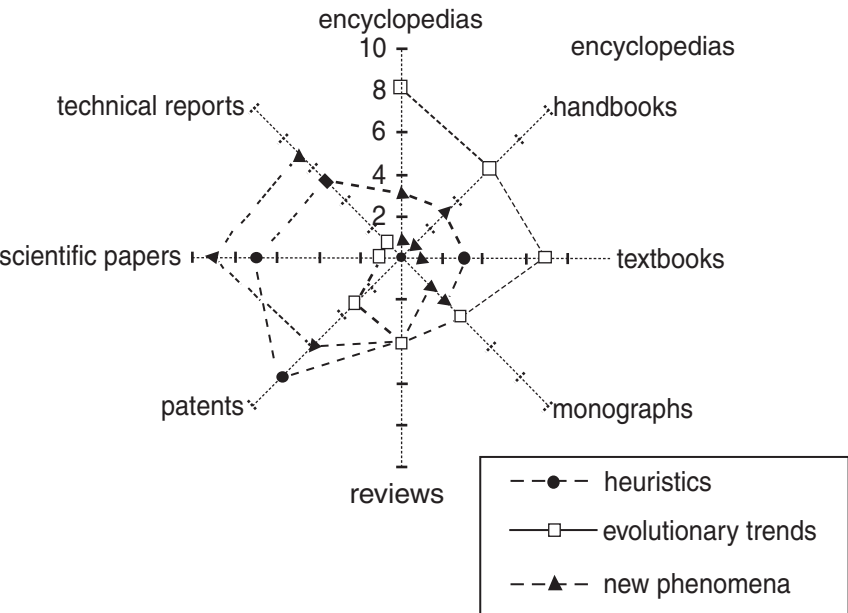 encyclopedias
10
encyclopedias
8
technical reports
handbooks
6
4
2
scientific papers
textbooks
patents
monographs
reviews
heuristics
evolutionary trends
new phenomena